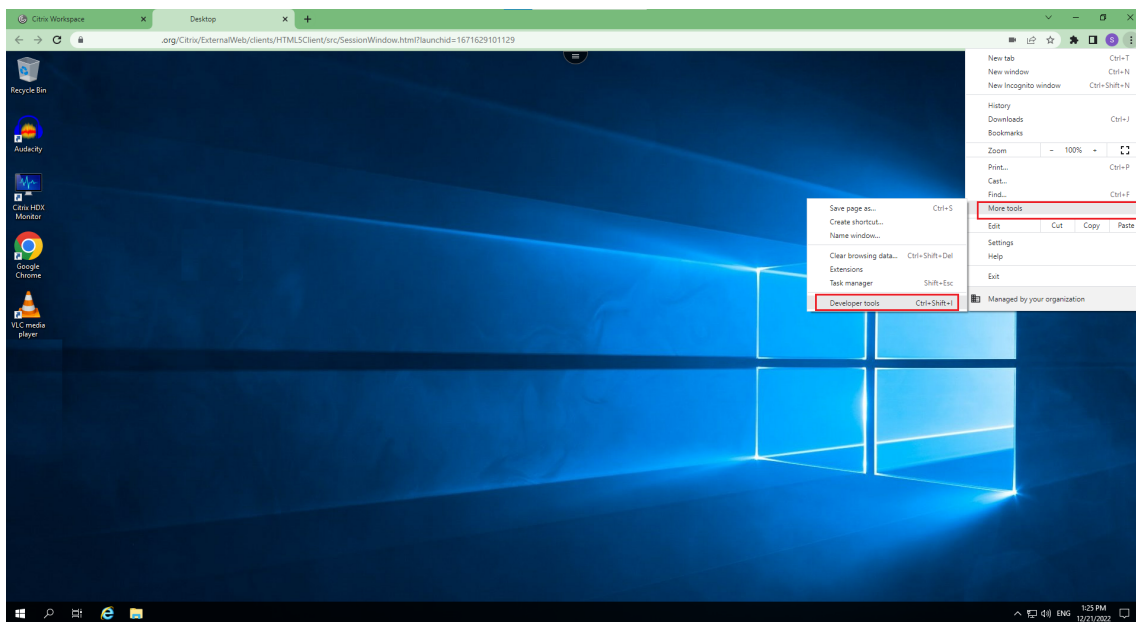 Citrix Workspace
Desktop
.org/Citrix/ExternalWeb/clients/HTML5Client/src/SessionWindow.html?launchid=1671629101129
S
Recycle Bin
Audacity
Citrix HDX
Monitor
Google
Chrome
VLC media
player
New tab Ctrl+T
New window Ctrl+N
New Incognito window Ctrl+Shift+N
History
Downloads Ctrl+J
Bookmarks
Zoom - 100% +
Print... Ctrl+P
Cast...
Find... Ctrl+F
More tools
Edit Cut Copy Paste
Settings
Help
Exit
Managed by your organization
Save page as... Ctrl+S
Create shortcut...
Name window...
Clear browsing data... Ctrl+Shift+Del
Extensions
Task manager Shift+Esc
Developer tools Ctrl+Shift+I
ENG
1:25 PM
12/21/2022